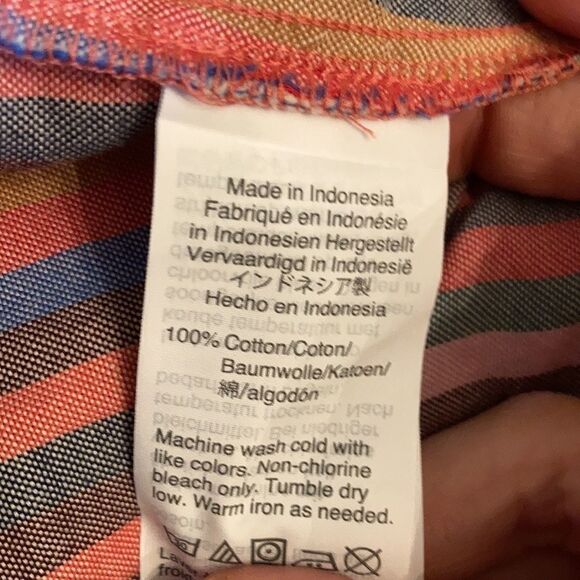 Made in Indonesia
Fabriqué en Indonésie
in Indonesien Hergestellt
Vervaardigd in Indonesië
インドネシア製
Hecho en Indonesia
100% Cotton/Coton/
Baumwolle/Katoen/
綿/algodón
Machine wash cold with
like colors. Non-chlorine
bleach only. Tumble dry
low. Warm iron as needed.